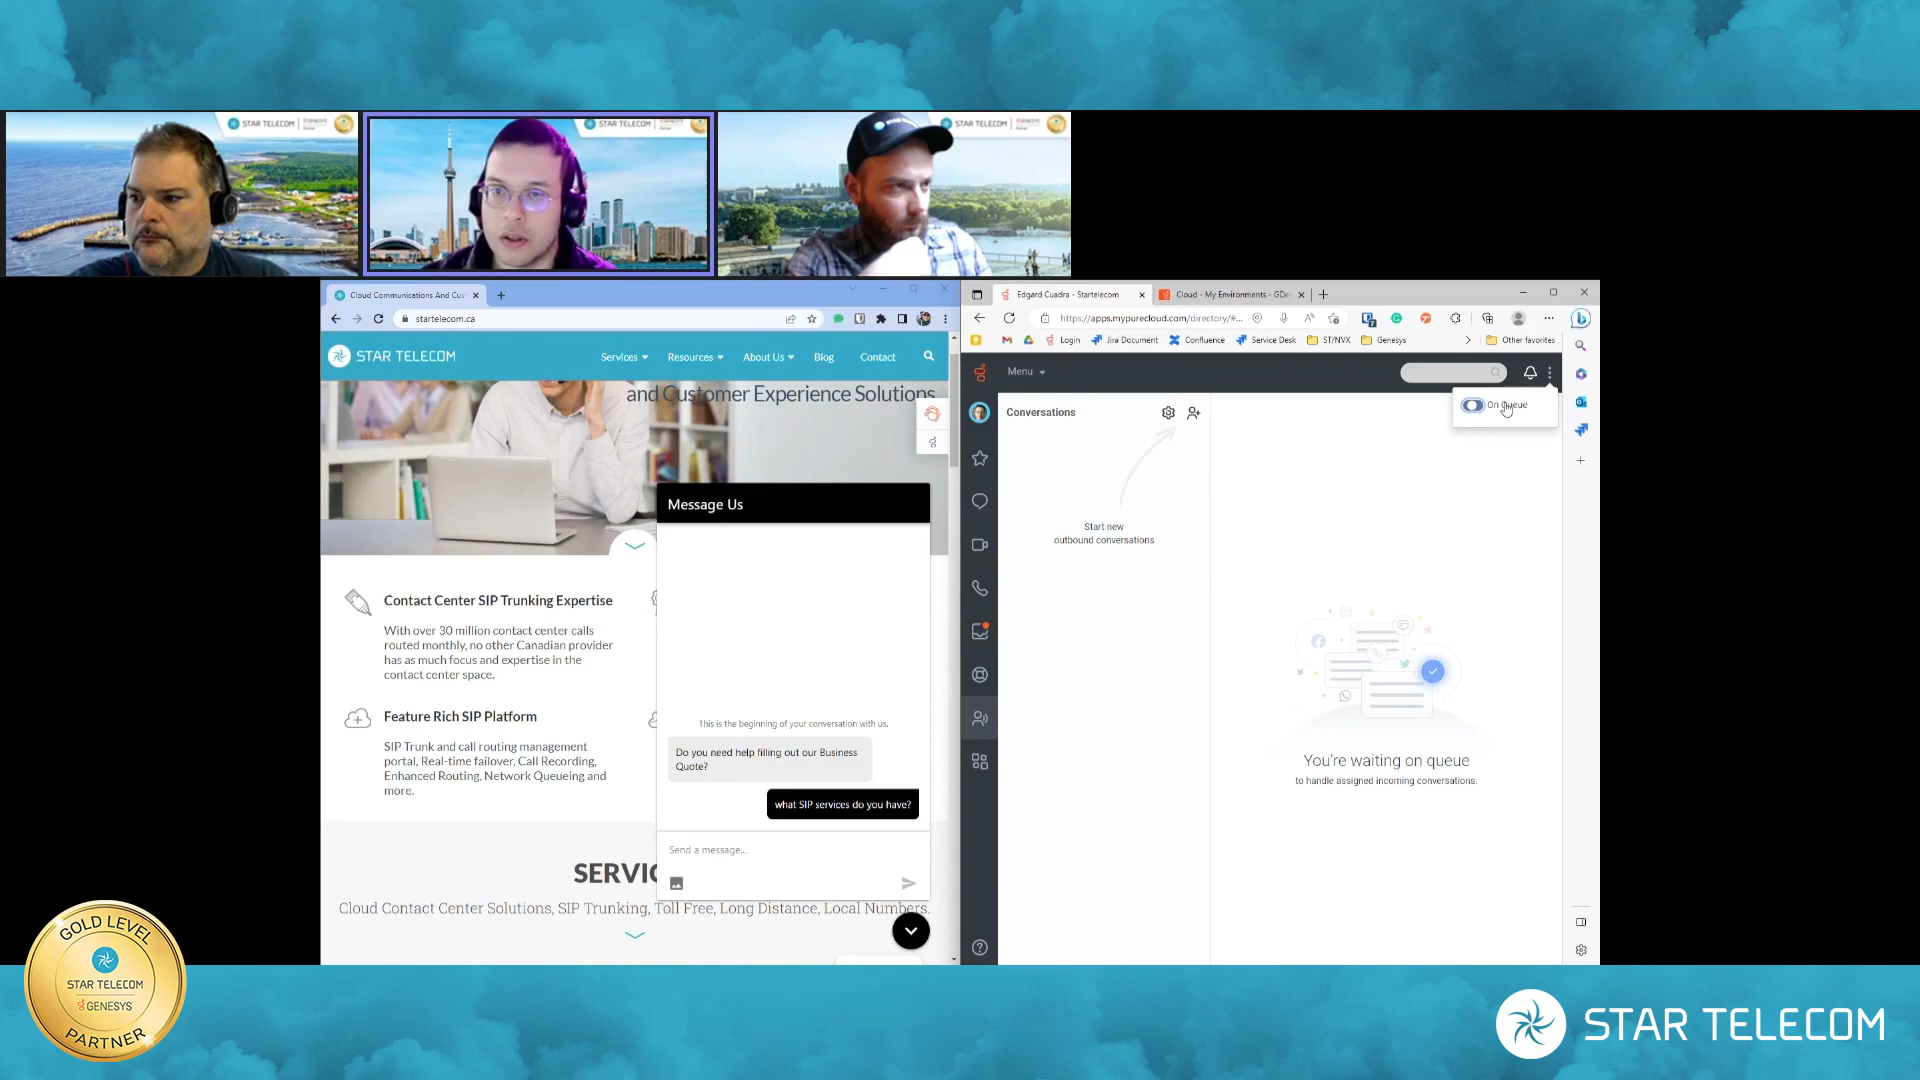 STAR TELECOM
STAR TELECOM
STAR TELECOM
Cloud Communications And Cus
startelecom.ca
STAR TELECOM
Services
Resources
About Us
Blog
Contact
and Customer Experience Solutions
Contact Center SIP Trunking Expertise
With over 30 million contact center calls
routed monthly, no other Canadian provider
has as much focus and expertise in the
contact center space.
Feature Rich SIP Platform
SIP Trunk and call routing management
portal, Real-time failover, Call Recording,
Enhanced Routing, Network Queueing and
more.
SERVIC
Cloud Contact Center Solutions, SIP Trunking, Toll Free, Long Distance, Local Numbers.
Message Us
This is the beginning of your conversation with us.
Do you need help filling out our Business
Quote?
what SIP services do you have?
Send a message...
Edgard Cuadra - Startelecom
Cloud - My Environments - GDe
https://apps.mypurecloud.com/directory/#...
Login
Jira Document
Confluence
Service Desk
ST/NVX
Genesys
Other favorites
Menu
On Queue
Conversations
Start new
outbound conversations
You're waiting on queue
to handle assigned incoming conversations.
GOLD LEVEL
STAR TELECOM
GENESYS
PARTNER
STAR TELECOM